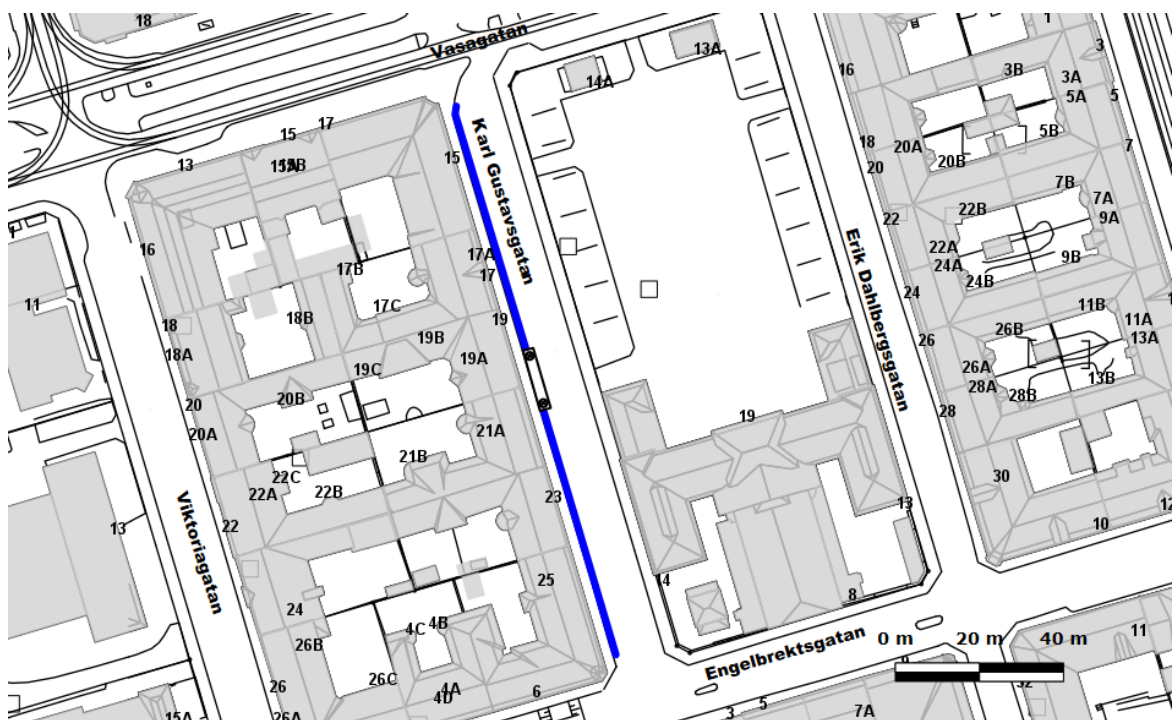 18
Vasagatan
13A
1
3
16
3B
3A
14A
5A
5
17
15
5B
13
15A
15B
15
Karl Gustavsgatan
18
20A
7
20
20B
7B
7A
22
22B
9A
16
17A
22A
17B
17
24A
9B
24B
11
17C
24
11B
18
18B
19
11A
26B
26
13A
18A
19B
19A
26A
19C
28A
13B
20
20B
28B
28
Erik Dahlbergsgatan
20A
21A
19
21B
22C
30
22A
22B
23
13
12
22
13
10
Viktoriagatan
14
25
8
24
4B
4C
26B
Engelbrektsgatan
0 m 20 m 40 m
11
26C
26
4A
4D
6
32
5
3
7A
15A
26A